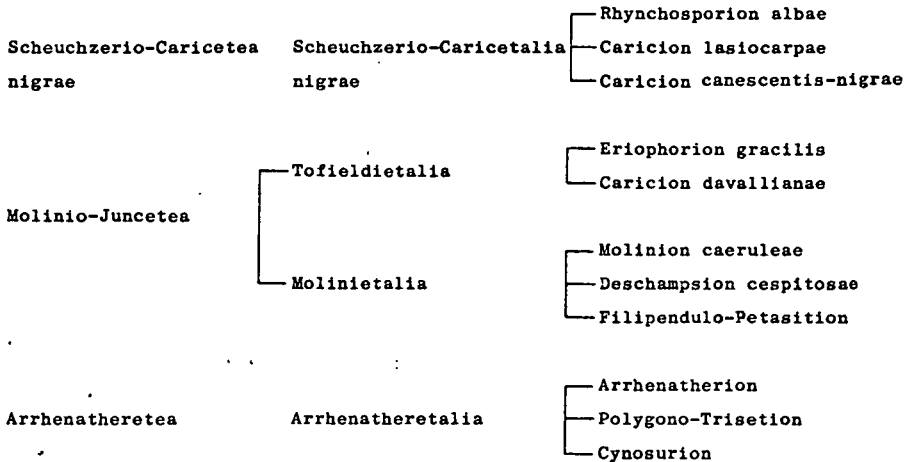 Rhynchosporion albae
Scheuchzerio-Caricetea Scheuchzerio-Caricetalia Caricion lasiocarpae
nigrae nigrae Caricion canescentis-nigrae
Eriophorion gracilis
Tofieldietalia
Caricion davallianae
Molinio-Juncetea
Molinion caeruleae
Molinietalia Deschampsion cespitosae
Filipendulo-Petasition
Arrhenatherion
Arrhenatheretea Arrhenatheretalia Polygono-Trisetion
Cynosurion